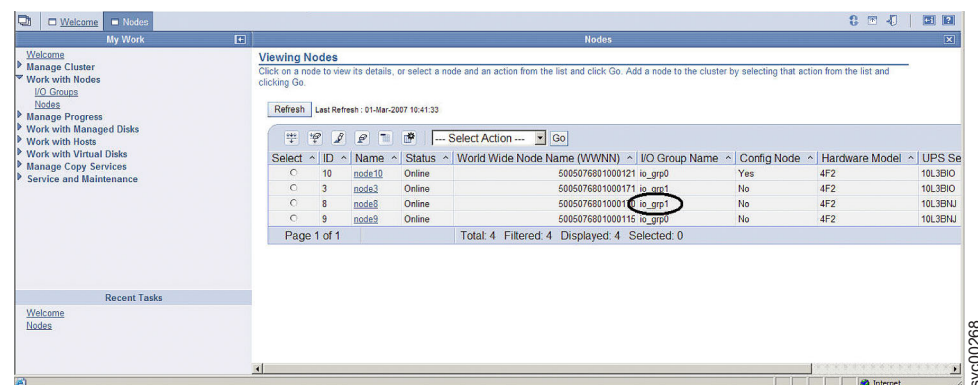 Welcome
Nodes
My Work
Nodes
Welcome
Manage Cluster
Work with Nodes
I/O Groups
Nodes
Manage Progress
Work with Managed Disks
Work with Hosts
Work with Virtual Disks
Manage Copy Services
Service and Maintenance
Recent Tasks
Welcome
Nodes
Viewing Nodes
Click on a node to view its details, or select a node and an action from the list and click Go. Add a node to the cluster by selecting that action from the list and
clicking Go.
Refresh Last Refresh : 01-Mar-2007 10:41:33
--- Select Action --- Go
Select ID Name Status World Wide Node Name (WWNN) I/O Group Name Config Node Hardware Model UPS Se
10 node10 Online 5005076801000121 io_grp0 Yes 4F2 10L3BIO
3 node3 Online 5005076801000171 io_grp1 No 4F2 10L3BIO
8 node8 Online io_grp1 No 4F2 10L3BNJ
9 node9 Online 5005076801000115 io_grp0 No 4F2 10L3BNJ
Page 1 of 1 Total: 4 Filtered: 4 Displayed: 4 Selected: 0
Internet
svc00268